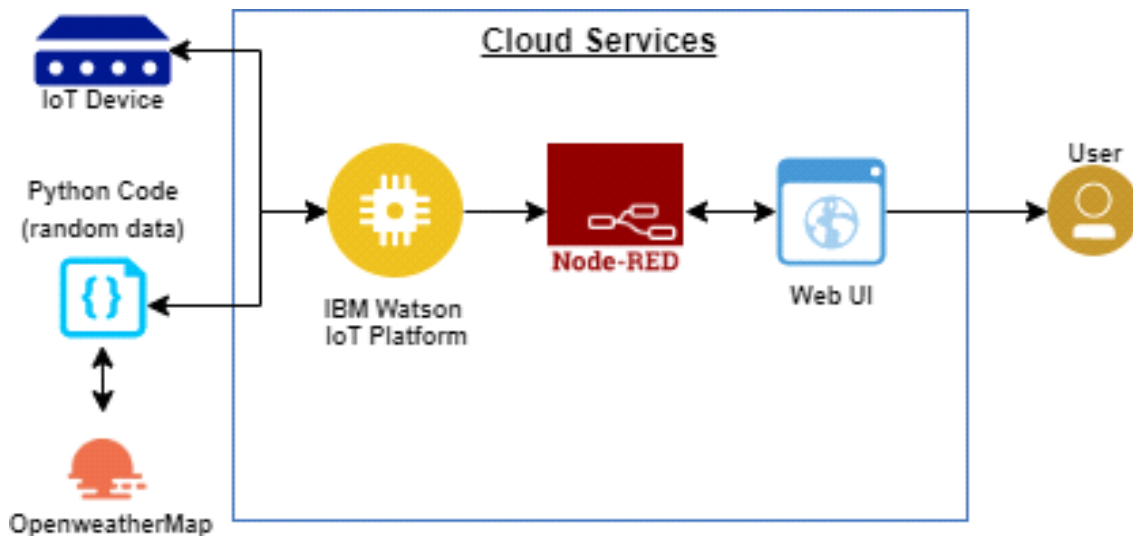 Cloud Services
IoT Device
Python Code
(random data)
{}
OpenweatherMap
IBM Watson
IoT Platform
Node-RED
Web UI
User